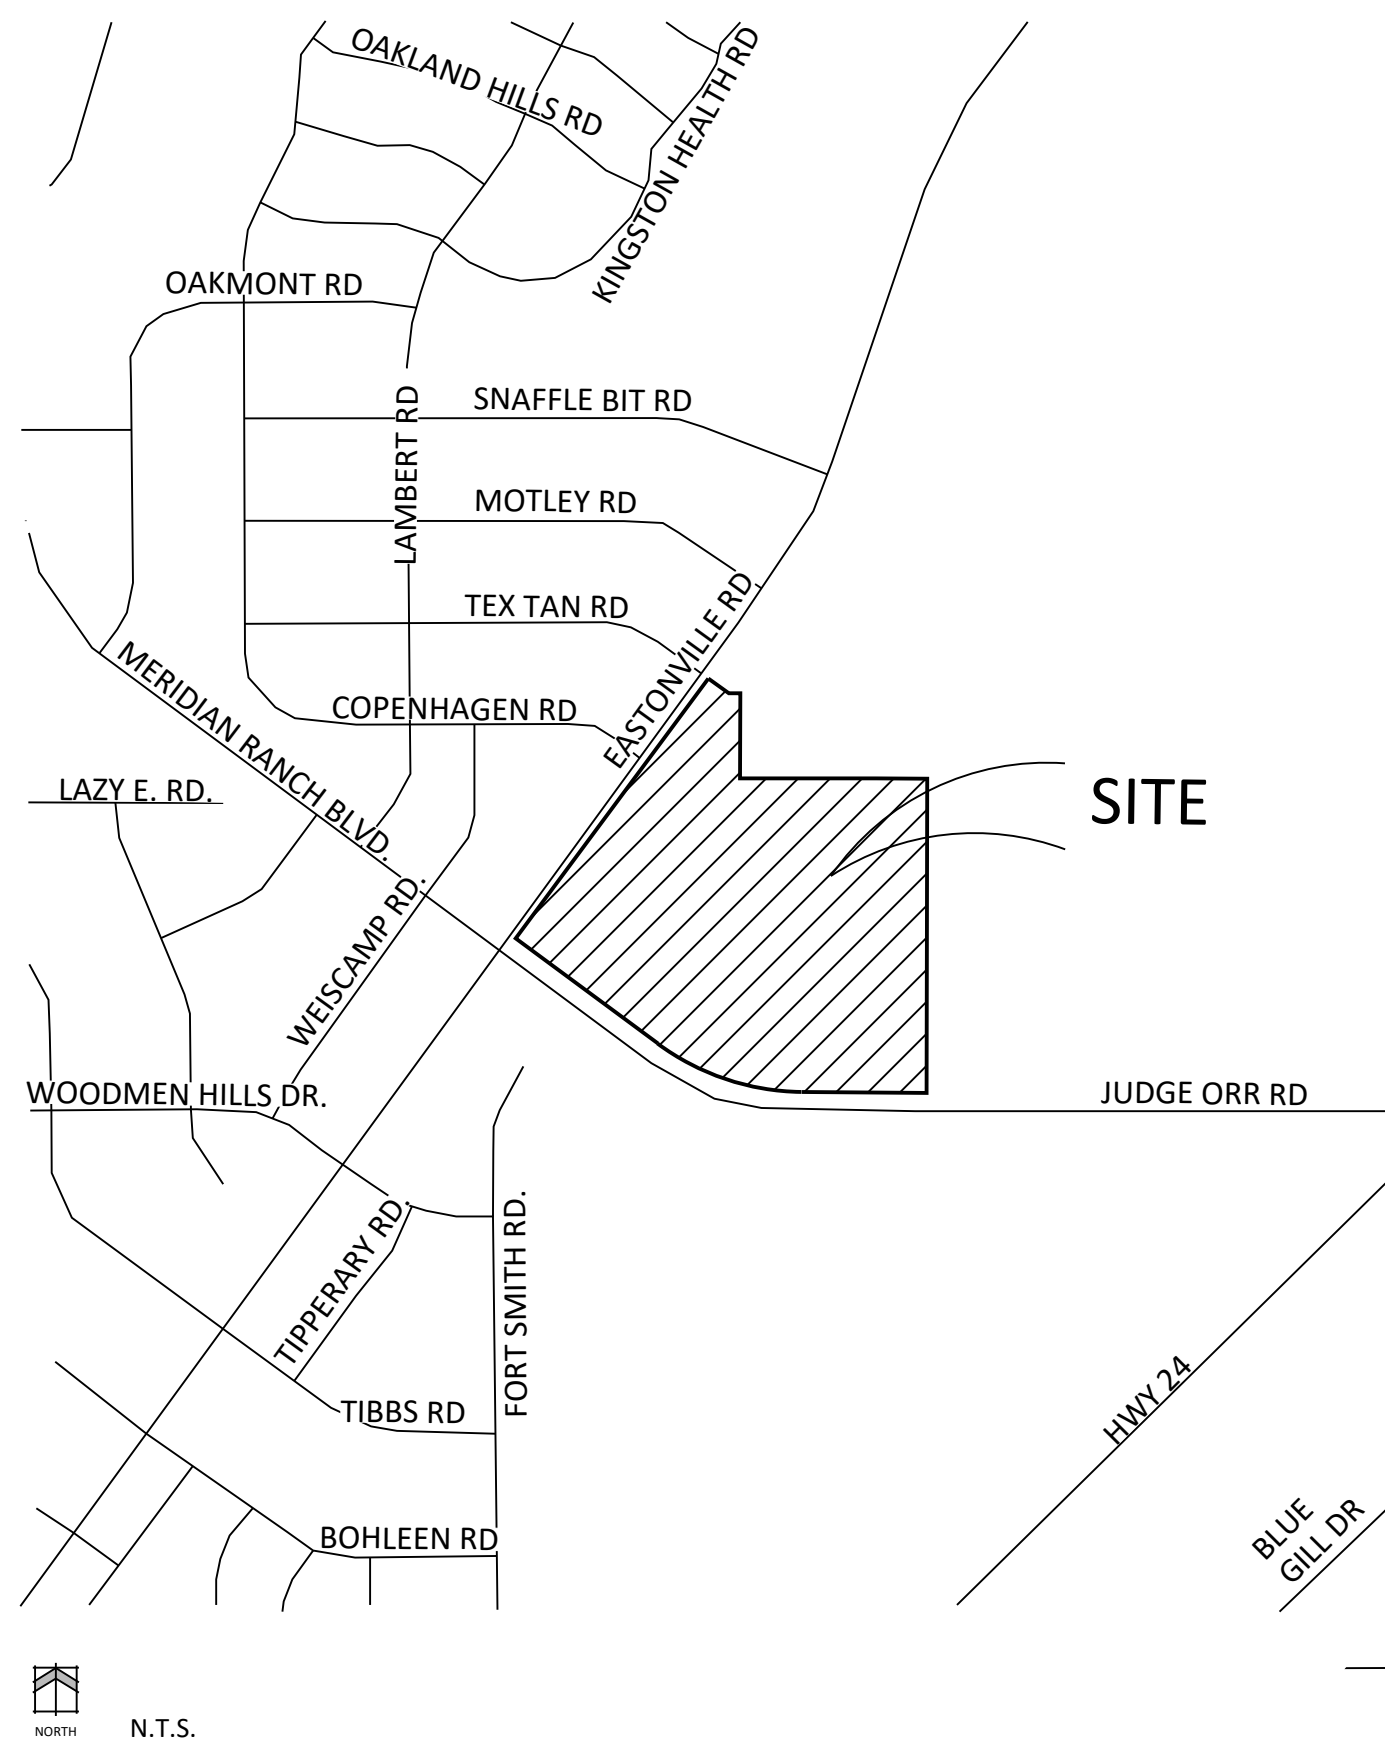 OAKLAND HILLS RD
KINGSTON HEALTH RD
OAKMONT RD
SNAFFLE BIT RD
LAMBERT RD
MOTLEY RD
TEX TAN RD
EASTONVILLE RD
MERIDIAN RANCH BLVD.
COPENHAGEN RD
LAZY E. RD.
SITE
WEISCAMP RD.
WOODMEN HILLS DR.
JUDGE ORR RD
TIPPERARY RD.
FORT SMITH RD.
HWY 24
TIBBS RD
BLUE
GILL DR
BOHLEEN RD
NORTH
N.T.S.